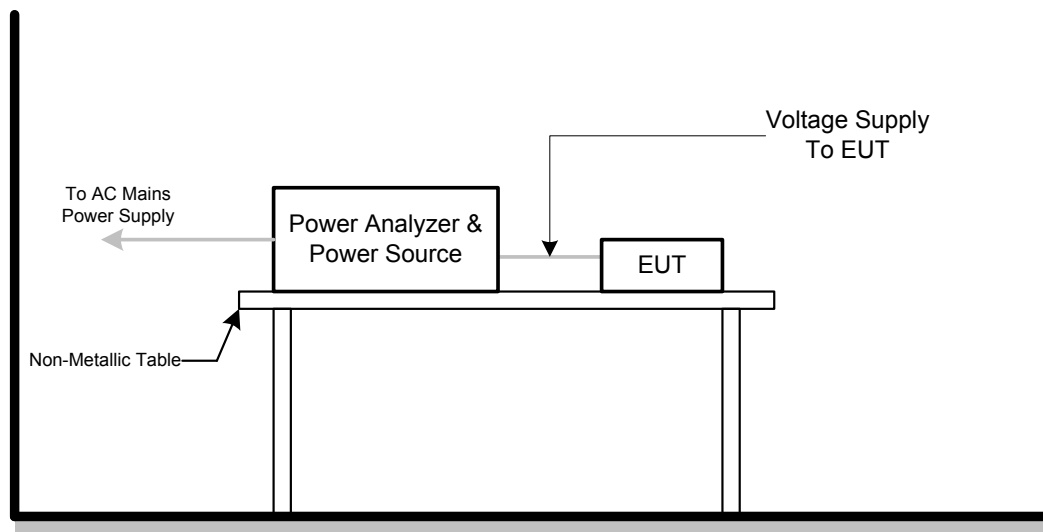 Voltage Supply
To EUT
To AC Mains
Power Supply
Power Analyzer &
Power Source
EUT
Non-Metallic Table